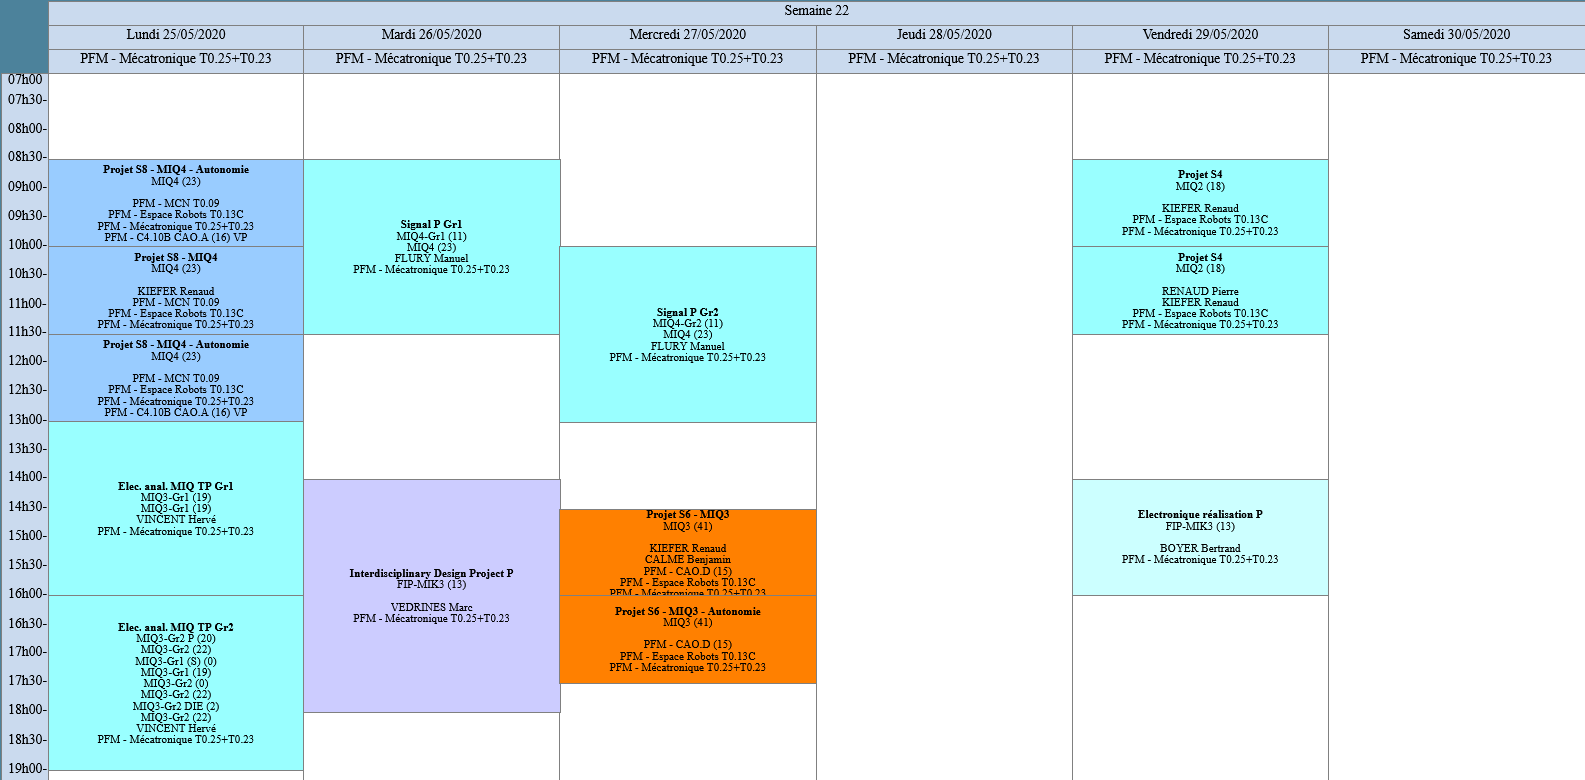 Semaine 22
Lundi 25/05/2020
Mardi 26/05/2020
Mercredi 27/05/2020
Jeudi 28/05/2020
Vendredi 29/05/2020
Samedi 30/05/2020
PFM - Mécatronique T0.25+T0.23
PFM - Mécatronique T0.25+T0.23
PFM - Mécatronique T0.25+T0.23
PFM - Mécatronique T0.25+T0.23
PFM - Mécatronique T0.25+T0.23
PFM - Mécatronique T0.25+T0.23
07h00
07h30-
08h00-
08h30-
09h00-
09h30-
10h00-
10h30-
11h00-
11h30-
12h00-
12h30-
13h00-
13h30-
14h00-
14h30-
15h00-
15h30-
16h00-
16h30-
17h00-
17h30-
18h00-
18h30-
19h00-
Projet S8 - MIQ4 - Autonomie
MIQ4 (23)
PFM - MCN T0.09
PFM - Espace Robots T0.13C
PFM - Mécatronique T0.25+T0.23
PFM - C4.10B CAO.A (16) VP
Projet S8 - MIQ4
MIQ4 (23)
KIEFER Renaud
PFM - MCN T0.09
PFM - Espace Robots T0.13C
PFM - Mécatronique T0.25+T0.23
Projet S8 - MIQ4 - Autonomie
MIQ4 (23)
PFM - MCN T0.09
PFM - Espace Robots T0.13C
PFM - Mécatronique T0.25+T0.23
PFM - C4.10B CAO.A (16) VP
Elec. anal. MIQ TP Gr1
MIQ3-Gr1 (19)
MIQ3-Gr1 (19)
VINCENT Hervé
PFM - Mécatronique T0.25+T0.23
Elec. anal. MIQ TP Gr2
MIQ3-Gr2 P (20)
MIQ3-Gr2 (22)
MIQ3-Gr1 (S) (0)
MIQ3-Gr1 (19)
MIQ3-Gr2 (0)
MIQ3-Gr2 (22)
MIQ3-Gr2 DIE (2)
MIQ3-Gr2 (22)
VINCENT Hervé
PFM - Mécatronique T0.25+T0.23
Signal P Gr1
MIQ4-Gr1 (11)
MIQ4 (23)
FLURY Manuel
PFM - Mécatronique T0.25+T0.23
Interdisciplinary Design Project P
FIP-MIK3 (13)
VEDRINES Marc
PFM - Mécatronique T0.25+T0.23
Signal P Gr2
MIQ4-Gr2 (11)
MIQ4 (23)
FLURY Manuel
PFM - Mécatronique T0.25+T0.23
Projet S6 - MIQ3
MIQ3 (41)
KIEFER Renaud
CALME Benjamin
PFM - CAO.D (15)
PFM - Espace Robots T0.13C
PFM - Mécatronique T0.25+T0.23
Projet S6 - MIQ3 - Autonomie
MIQ3 (41)
PFM - CAO.D (15)
PFM - Espace Robots T0.13C
PFM - Mécatronique T0.25+T0.23
Projet S4
MIQ2 (18)
KIEFER Renaud
PFM - Espace Robots T0.13C
PFM - Mécatronique T0.25+T0.23
Projet S4
MIQ2 (18)
RENAUD Pierre
KIEFER Renaud
PFM - Espace Robots T0.13C
PFM - Mécatronique T0.25+T0.23
Electronique réalisation P
FIP-MIK3 (13)
BOYER Bertrand
PFM - Mécatronique T0.25+T0.23